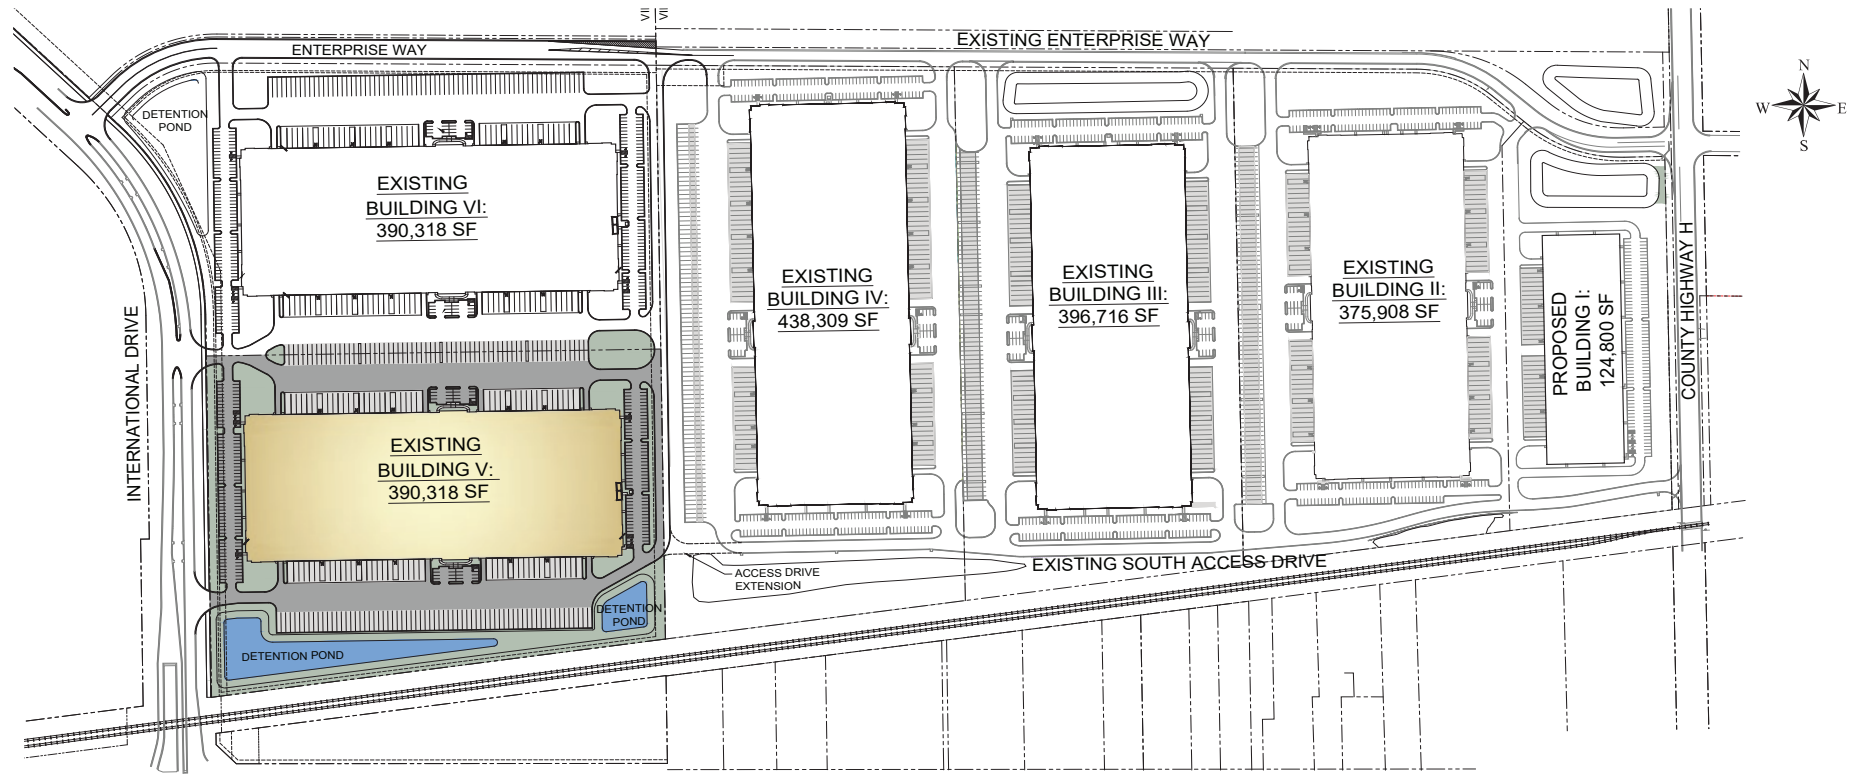 VII
VII
ENTERPRISE WAY
EXISTING ENTERPRISE WAY
N
W
E
S
DETENTION
POND
EXISTING
BUILDING VI:
390,318 SF
EXISTING
BUILDING IV:
438,309 SF
EXISTING
BUILDING III:
396,716 SF
EXISTING
BUILDING II:
375,908 SF
PROPOSED
BUILDING I:
124,800 SF
COUNTY HIGHWAY H
INTERNATIONAL DRIVE
EXISTING
BUILDING V:
390,318 SF
ACCESS DRIVE
EXTENSION
EXISTING SOUTH ACCESS DRIVE
DETENTION
POND
DETENTION POND